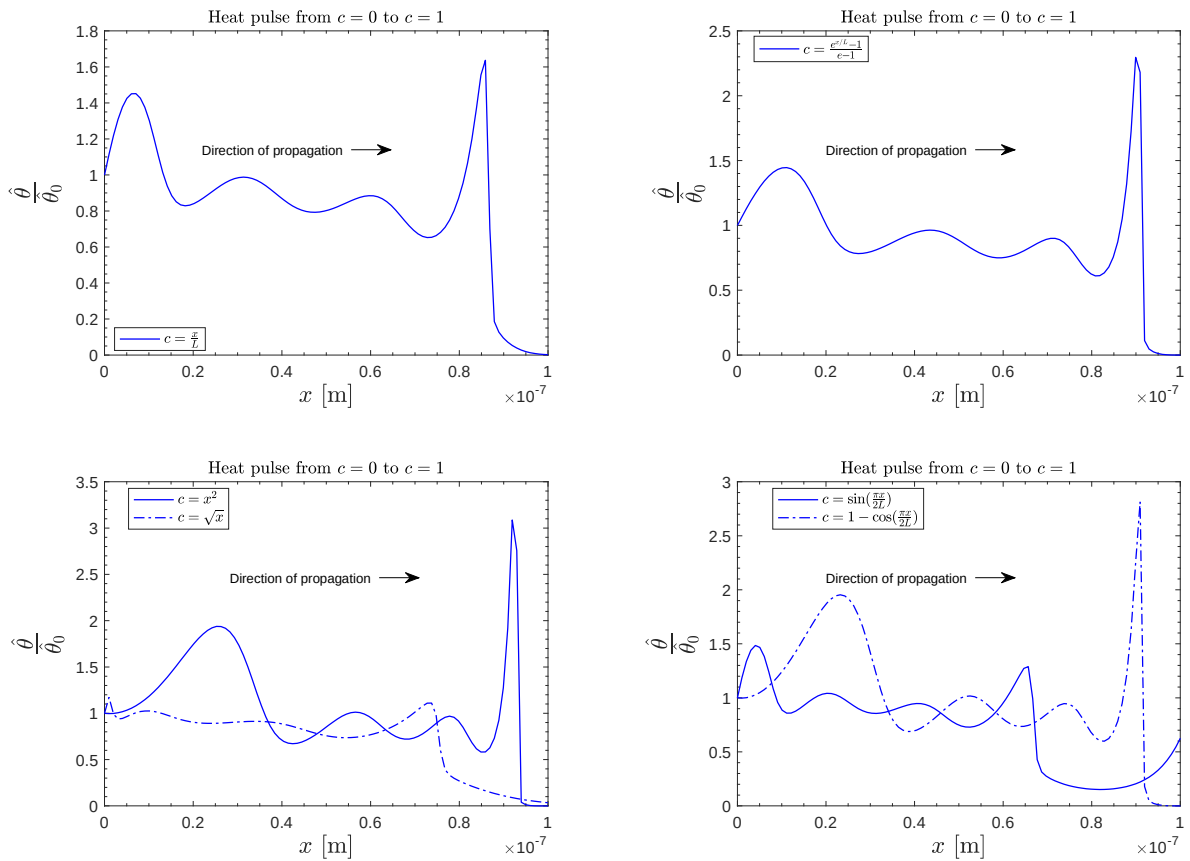 Heat pulse from c = 0 to c = 1
1.8
1.6
1.4
1.2
1
0.8
0.6
0.4
0.2
0
θ̂/θ̂₀
Direction of propagation
c = x/L
0 0.2 0.4 0.6 0.8 1
x [m]
×10⁻⁷
Heat pulse from c = 0 to c = 1
2.5
2
1.5
1
0.5
0
θ̂/θ̂₀
c = (e^{x/L}−1)/(e−1)
Direction of propagation
0 0.2 0.4 0.6 0.8 1
x [m]
×10⁻⁷
Heat pulse from c = 0 to c = 1
3.5
3
2.5
2
1.5
1
0.5
0
θ̂/θ̂₀
c = x²
c = √x
Direction of propagation
0 0.2 0.4 0.6 0.8 1
x [m]
×10⁻⁷
Heat pulse from c = 0 to c = 1
3
2.5
2
1.5
1
0.5
0
θ̂/θ̂₀
c = sin(πx/2L)
c = 1 − cos(πx/2L)
Direction of propagation
0 0.2 0.4 0.6 0.8 1
x [m]
×10⁻⁷